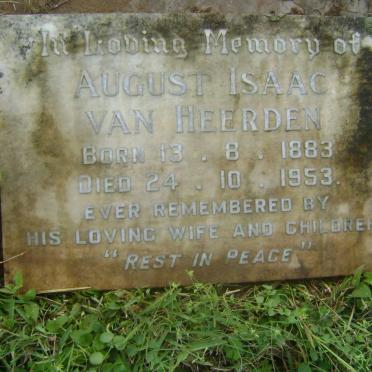 In Loving Memory of
AUGUST ISAAC
VAN HEERDEN
BORN 13 . 8 . 1883
DIED 24 . 10 . 1953.
EVER REMEMBERED BY
HIS LOVING WIFE AND CHILDREN
"REST IN PEACE"